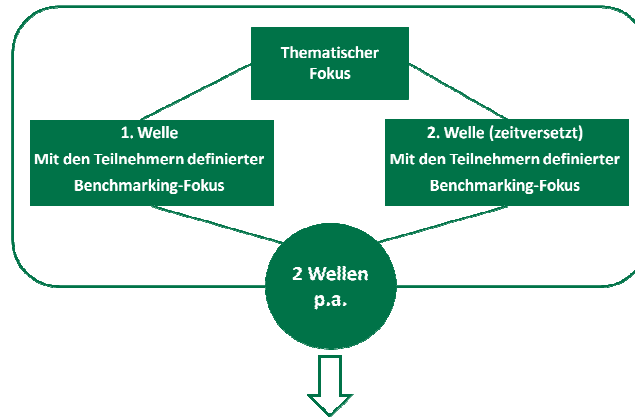 Thematischer
Fokus
1. Welle
Mit den Teilnehmern definierter
Benchmarking-Fokus
2. Welle (zeitversetzt)
Mit den Teilnehmern definierter
Benchmarking-Fokus
2 Wellen
p.a.